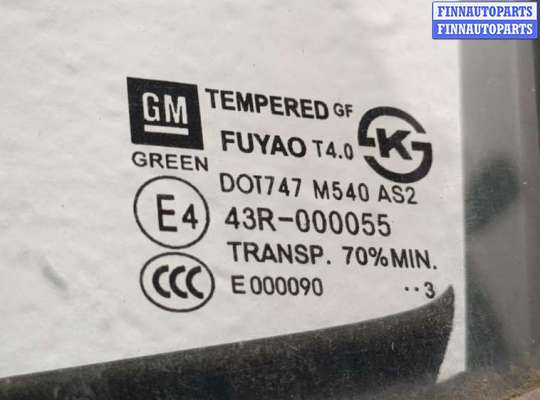 FINNAUTOPARTS
FINNAUTOPARTS
GM TEMPERED GF
FUYAO T4.0 K S
GREEN
DOT747 M540 AS2
E4 43R-000055
TRANSP. 70% MIN.
CCC E000090 ··3